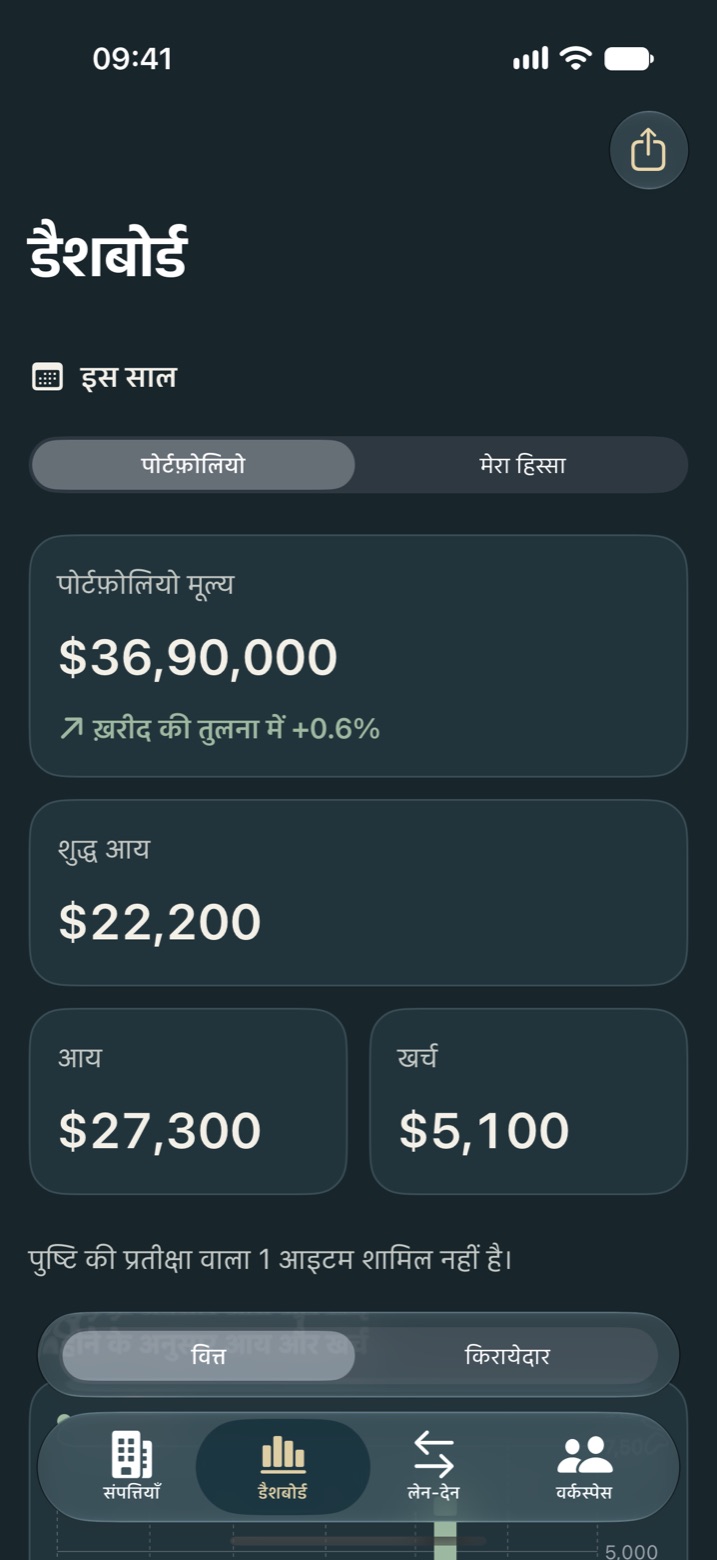 09:41
डैशबोर्ड
इस साल
पोर्टफ़ोलियो
मेरा हिस्सा
पोर्टफ़ोलियो मूल्य
$36,90,000
ख़रीद की तुलना में +0.6%
शुद्ध आय
$22,200
आय
खर्च
$27,300
$5,100
पुष्टि की प्रतीक्षा वाला 1 आइटम शामिल नहीं है।
वित्त
किरायेदार
संपत्तियाँ
डैशबोर्ड
लेन-देन
वर्कस्पेस
5,000